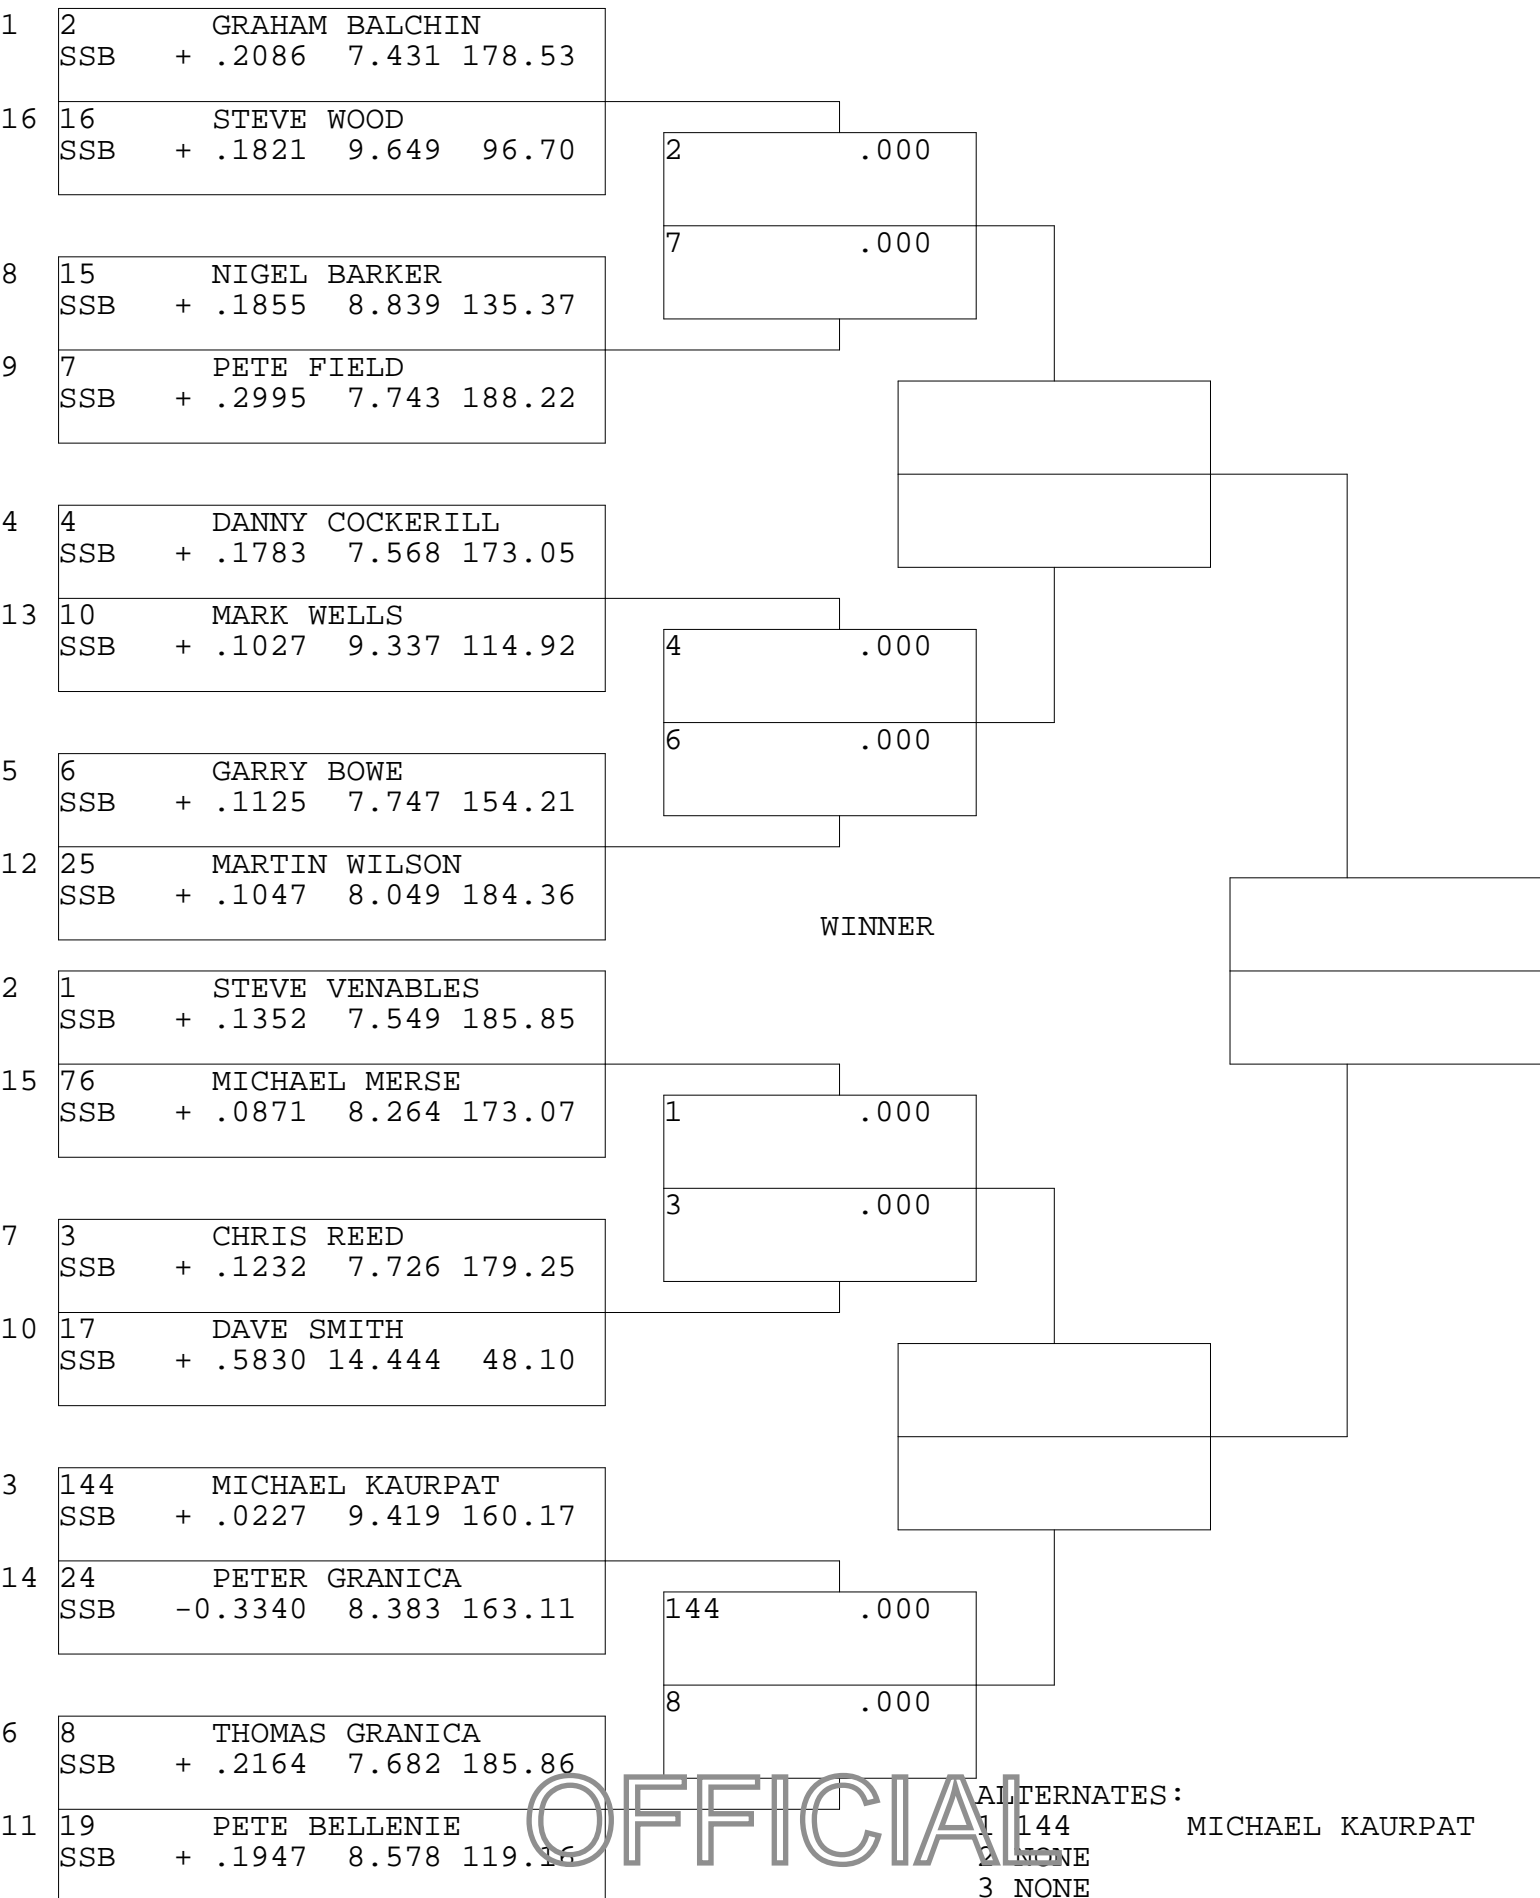 1 2 GRAHAM BALCHIN
SSB + .2086 7.431 178.53
16 16 STEVE WOOD
SSB + .1821 9.649 96.70
2 .000
7 .000
8 15 NIGEL BARKER
SSB + .1855 8.839 135.37
9 7 PETE FIELD
SSB + .2995 7.743 188.22
4 4 DANNY COCKERILL
SSB + .1783 7.568 173.05
13 10 MARK WELLS
SSB + .1027 9.337 114.92
4 .000
6 .000
5 6 GARRY BOWE
SSB + .1125 7.747 154.21
12 25 MARTIN WILSON
SSB + .1047 8.049 184.36
WINNER
2 1 STEVE VENABLES
SSB + .1352 7.549 185.85
15 76 MICHAEL MERSE
SSB + .0871 8.264 173.07
1 .000
3 .000
7 3 CHRIS REED
SSB + .1232 7.726 179.25
10 17 DAVE SMITH
SSB + .5830 14.444 48.10
3 144 MICHAEL KAURPAT
SSB + .0227 9.419 160.17
14 24 PETER GRANICA
SSB -0.3340 8.383 163.11
144 .000
8 .000
6 8 THOMAS GRANICA
SSB + .2164 7.682 185.86
11 19 PETE BELLENIE
SSB + .1947 8.578 119.16
OFFICIAL
ALTERNATES:
1 144 MICHAEL KAURPAT
2 NONE
3 NONE